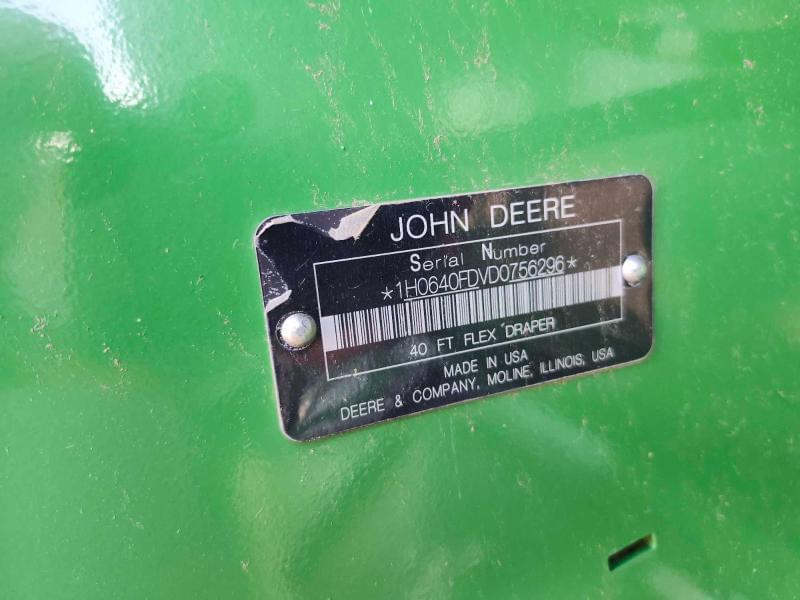 JOHN DEERE
Serial Number
*1H0640FDVD0756296*
40 FT FLEX DRAPER
MADE IN USA
DEERE & COMPANY, MOLINE, ILLINOIS, USA